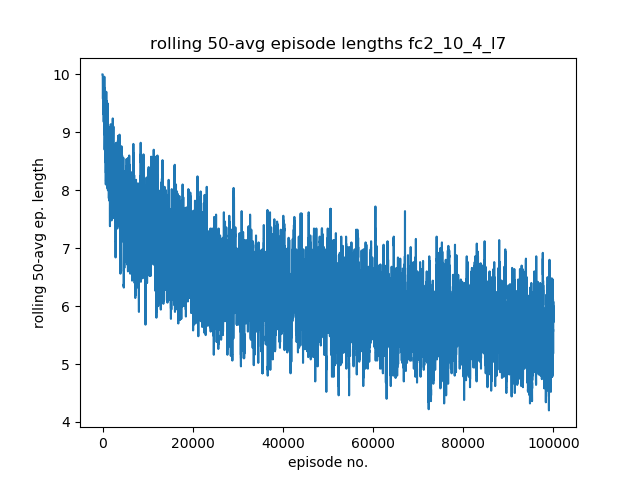 rolling 50-avg episode lengths fc2_10_4_l7
rolling 50-avg ep. length
10
9
8
7
6
5
4
0 20000 40000 60000 80000 100000
episode no.